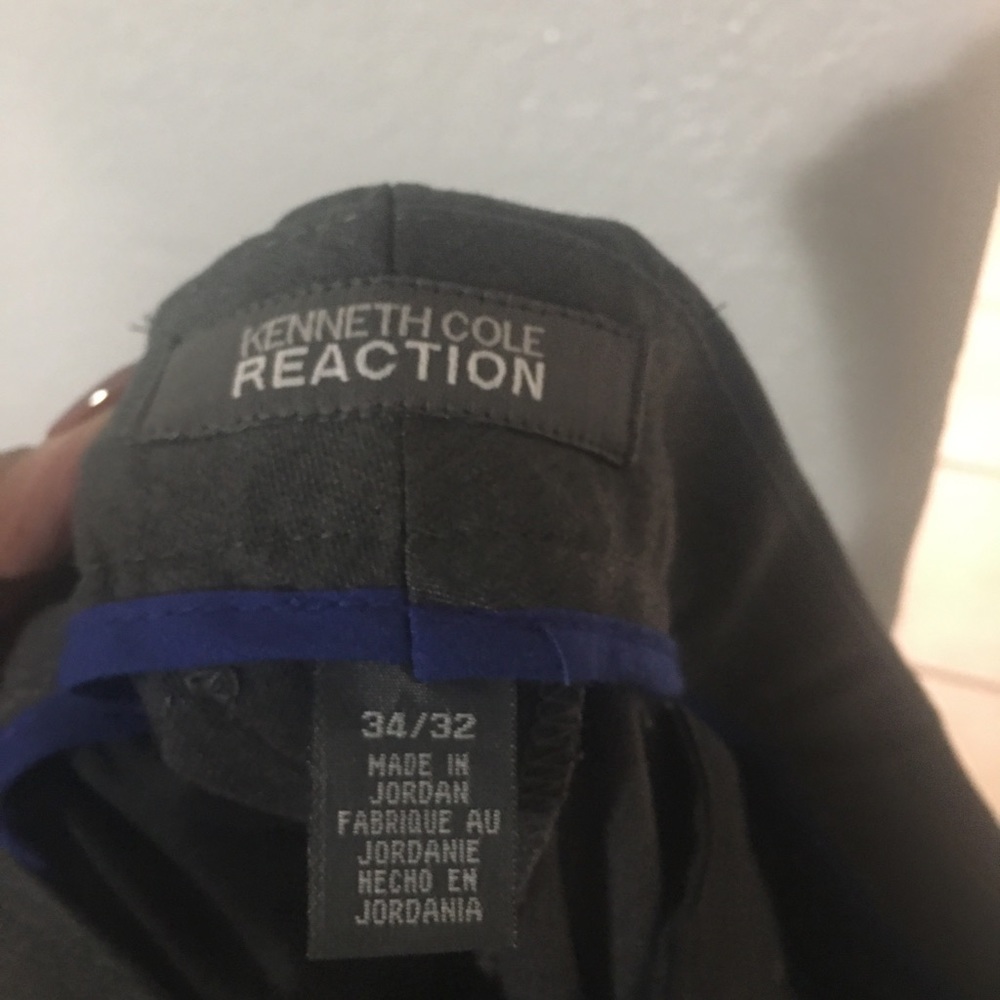 KENNETH COLE
REACTION
34/32
MADE IN
JORDAN
FABRIQUE AU
JORDANIE
HECHO EN
JORDANIA